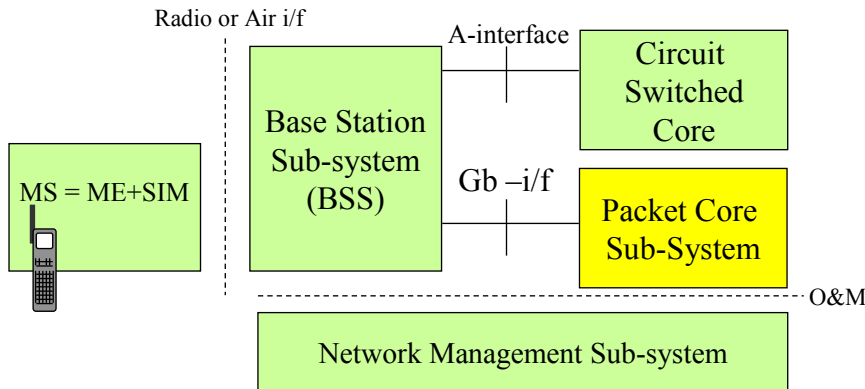 Radio or Air i/f
A-interface
Circuit
Switched
Core
Base Station
Sub-system
(BSS)
MS = ME+SIM
Gb –i/f
Packet Core
Sub-System
O&M
Network Management Sub-system